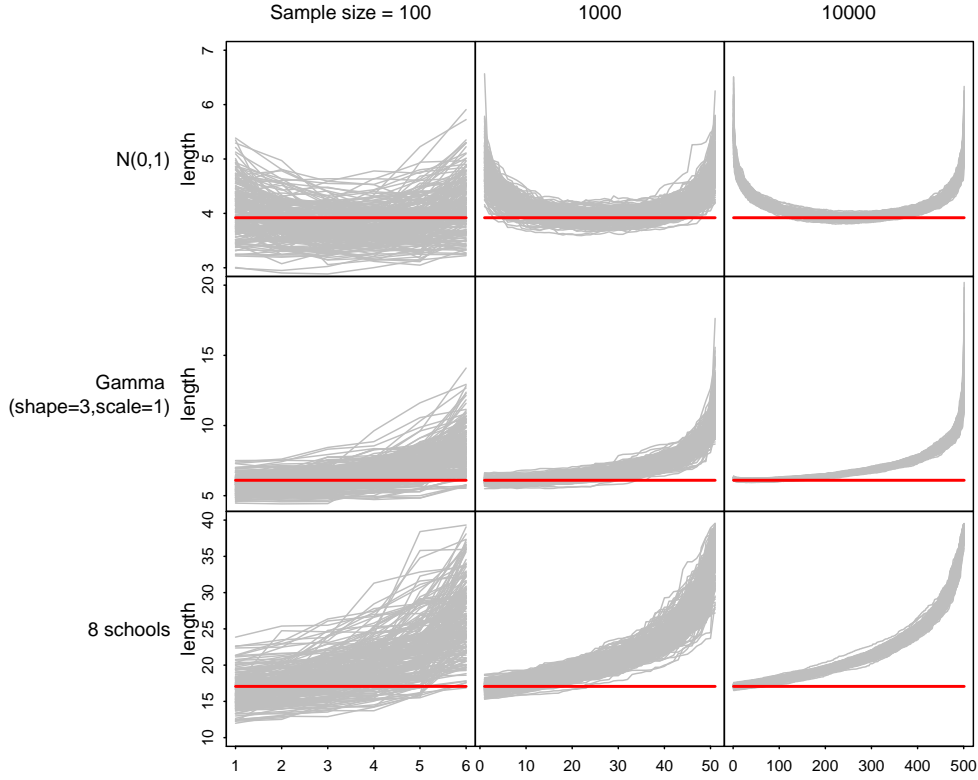 Sample size = 100 1000 10000
N(0,1)
length
7
6
5
4
3
Gamma
(shape=3,scale=1)
length
20
15
10
5
8 schools
length
40
35
30
25
20
15
10
1 2 3 4 5 6 0 10 20 30 40 50 0 100 200 300 400 500